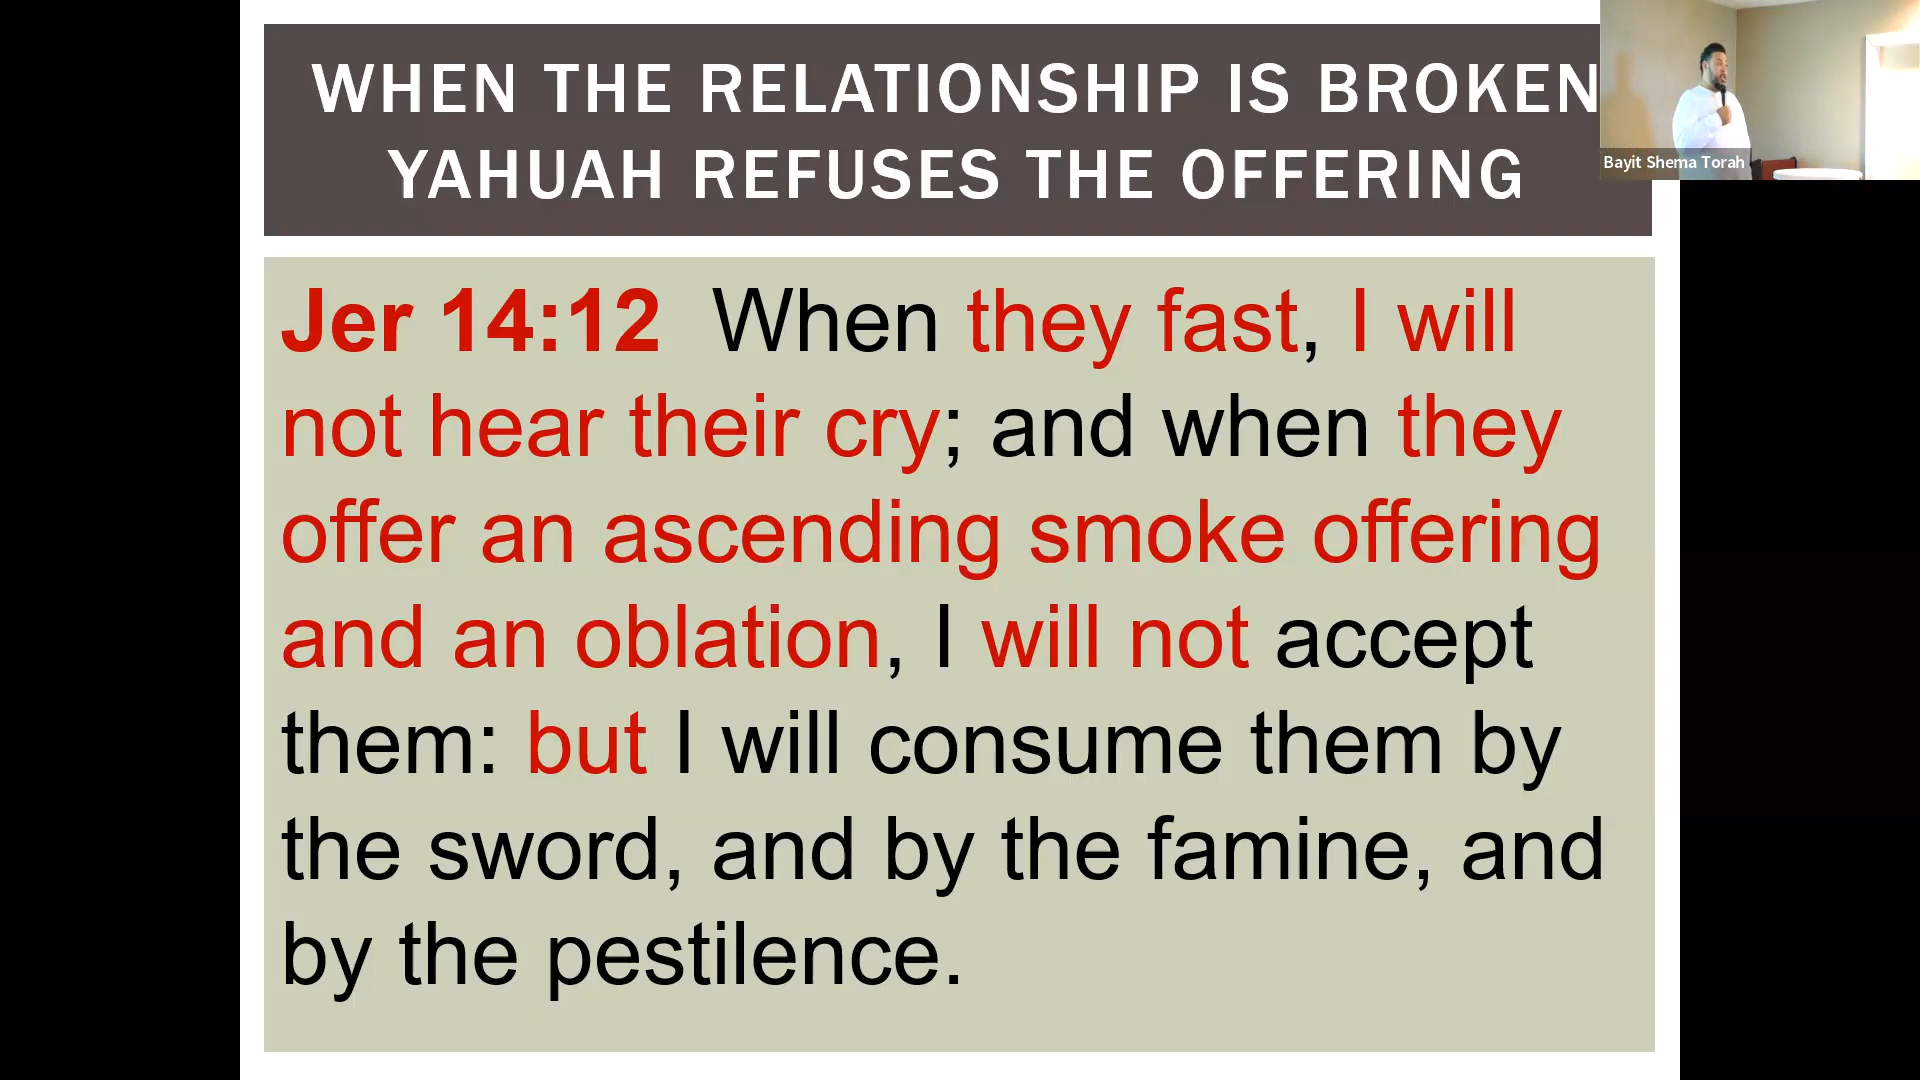 WHEN THE RELATIONSHIP IS BROKEN
YAHUAH REFUSES THE OFFERING
Bayit Shema Torah
Jer 14:12 When they fast, I will
not hear their cry; and when they
offer an ascending smoke offering
and an oblation, I will not accept
them: but I will consume them by
the sword, and by the famine, and
by the pestilence.